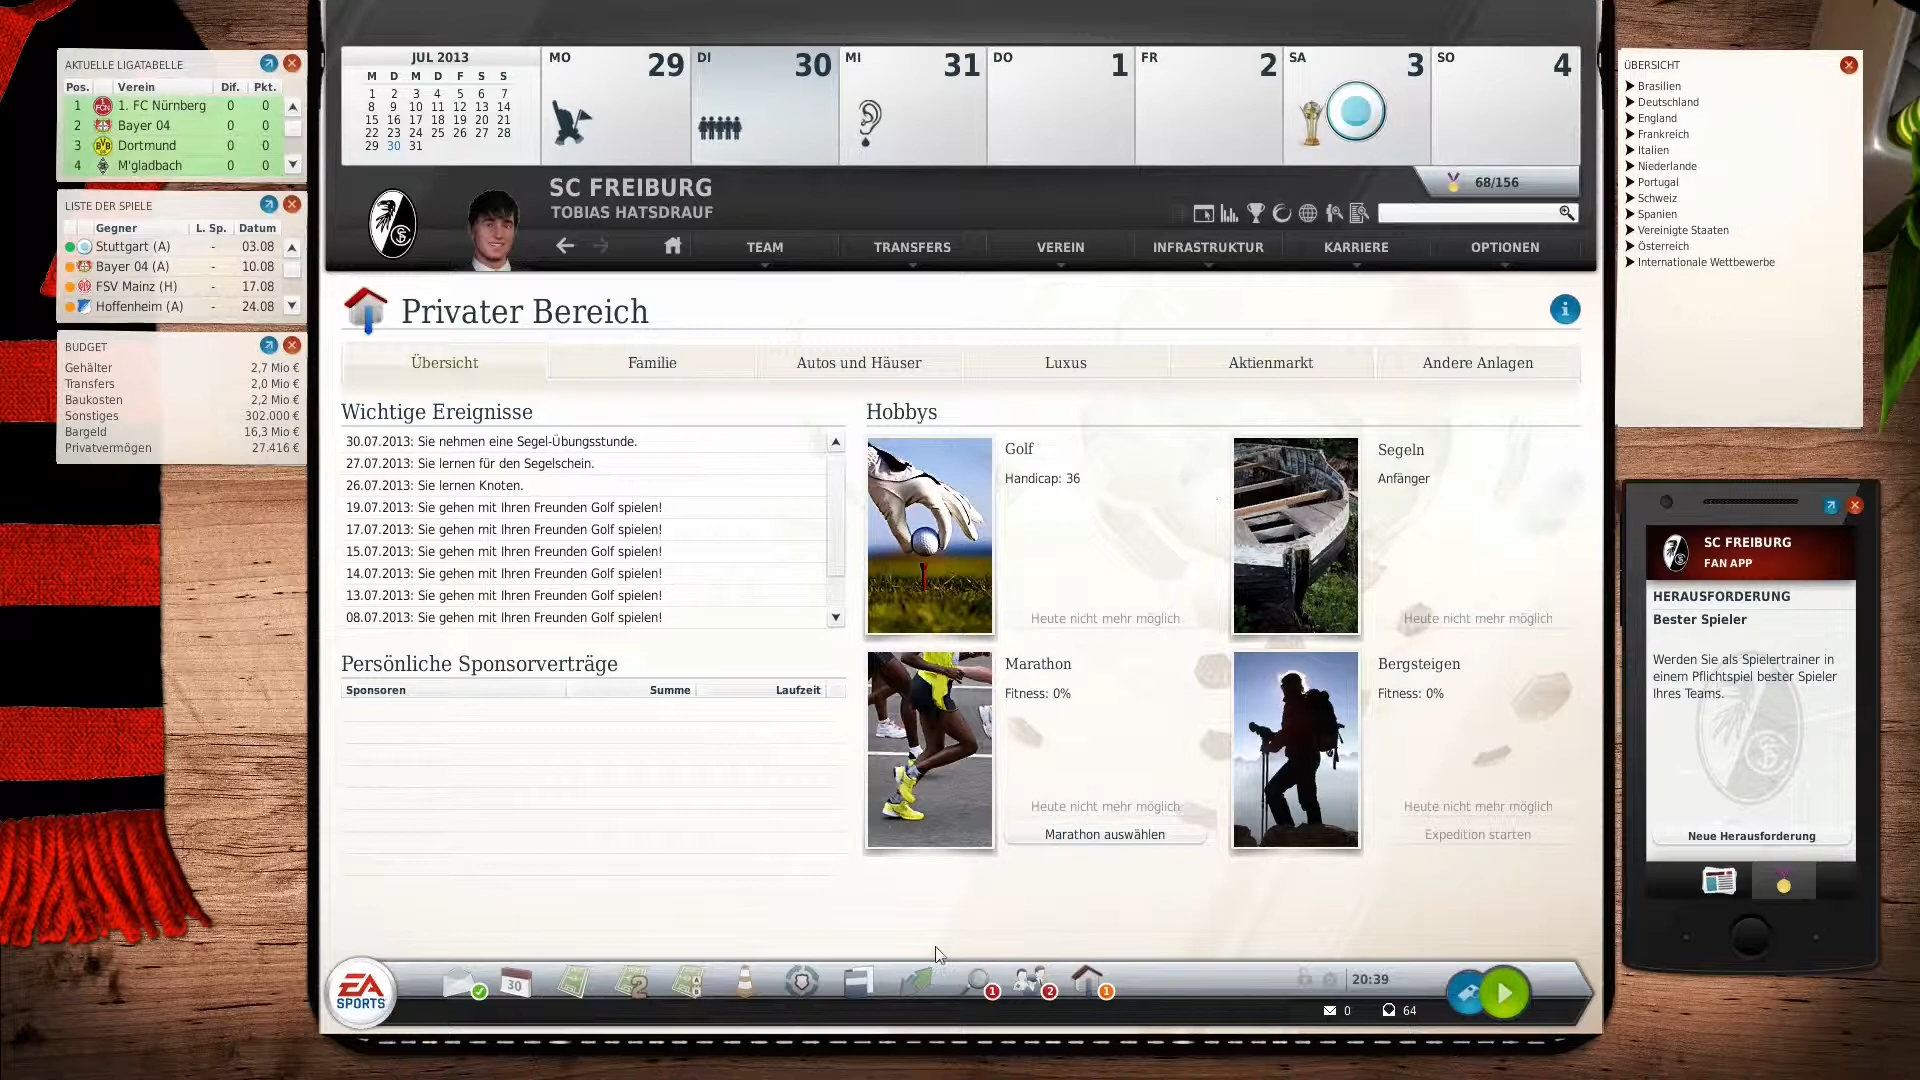 AKTUELLE LIGATABELLE
Pos. Verein Dif. Pkt.
1 1. FC Nürnberg 0 0
2 Bayer 04 0 0
3 Dortmund 0 0
4 M'gladbach 0 0
LISTE DER SPIELE
Gegner L. Sp. Datum
Stuttgart (A) - 03.08
Bayer 04 (A) - 10.08
FSV Mainz (H) - 17.08
Hoffenheim (A) - 24.08
BUDGET
Gehälter 2,7 Mio €
Transfers 2,0 Mio €
Baukosten 2,2 Mio €
Sonstiges 302.000 €
Bargeld 16,3 Mio €
Privatvermögen 27.416 €
JUL 2013
M D M D F S S
1 2 3 4 5 6 7
8 9 10 11 12 13 14
15 16 17 18 19 20 21
22 23 24 25 26 27 28
29 30 31
MO 29 DI 30 MI 31 DO 1 FR 2 SA 3 SO 4
SC FREIBURG
TOBIAS HATSDRAUF
68/156
TEAM TRANSFERS VEREIN INFRASTRUKTUR KARRIERE OPTIONEN
Privater Bereich
Übersicht Familie Autos und Häuser Luxus Aktienmarkt Andere Anlagen
Wichtige Ereignisse
30.07.2013: Sie nehmen eine Segel-Übungsstunde.
27.07.2013: Sie lernen für den Segelschein.
26.07.2013: Sie lernen Knoten.
19.07.2013: Sie gehen mit Ihren Freunden Golf spielen!
17.07.2013: Sie gehen mit Ihren Freunden Golf spielen!
15.07.2013: Sie gehen mit Ihren Freunden Golf spielen!
14.07.2013: Sie gehen mit Ihren Freunden Golf spielen!
13.07.2013: Sie gehen mit Ihren Freunden Golf spielen!
08.07.2013: Sie gehen mit Ihren Freunden Golf spielen!
Persönliche Sponsorverträge
Sponsoren Summe Laufzeit
Hobbys
Golf
Handicap: 36
Heute nicht mehr möglich
Segeln
Anfänger
Heute nicht mehr möglich
Marathon
Fitness: 0%
Heute nicht mehr möglich
Marathon auswählen
Bergsteigen
Fitness: 0%
Heute nicht mehr möglich
Expedition starten
ÜBERSICHT
Brasilien
Deutschland
England
Frankreich
Italien
Niederlande
Portugal
Schweiz
Spanien
Vereinigte Staaten
Österreich
Internationale Wettbewerbe
SC FREIBURG
FAN APP
HERAUSFORDERUNG
Bester Spieler
Werden Sie als Spielertrainer in
einem Pflichtspiel bester Spieler
Ihres Teams.
Neue Herausforderung
EA
SPORTS
30
2
1
2
1
20:39
0 64